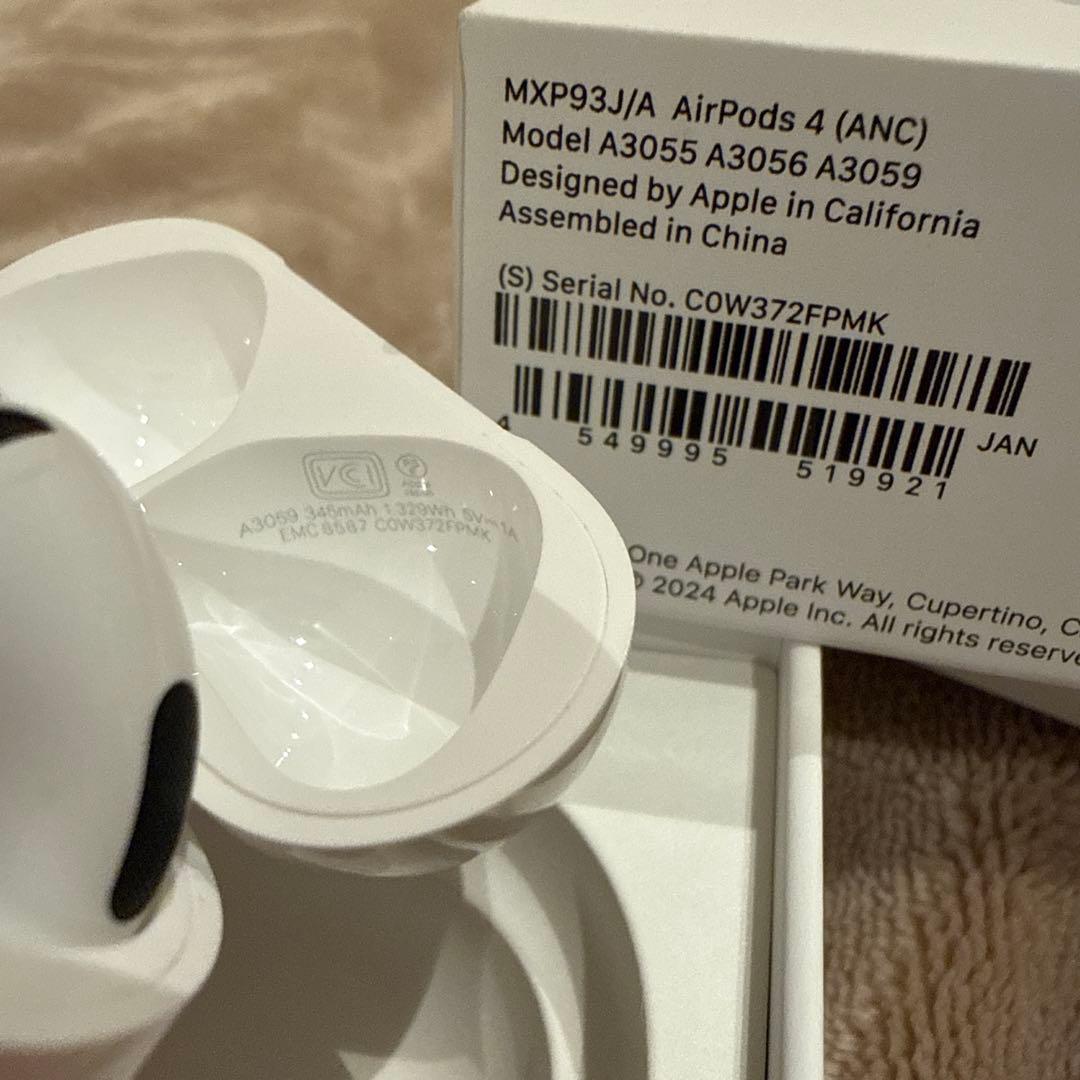 MXP93J/A AirPods 4 (ANC)
Model A3055 A3056 A3059
Designed by Apple in California
Assembled in China
(S) Serial No. C0W372FPMK
JAN
4 549995 519921
One Apple Park Way, Cupertino, C
2024 Apple Inc. All rights reserve
VCI
A3059 345mAh 1.329Wh 5V⎓1A
EMC 8587 C0W372FPMK